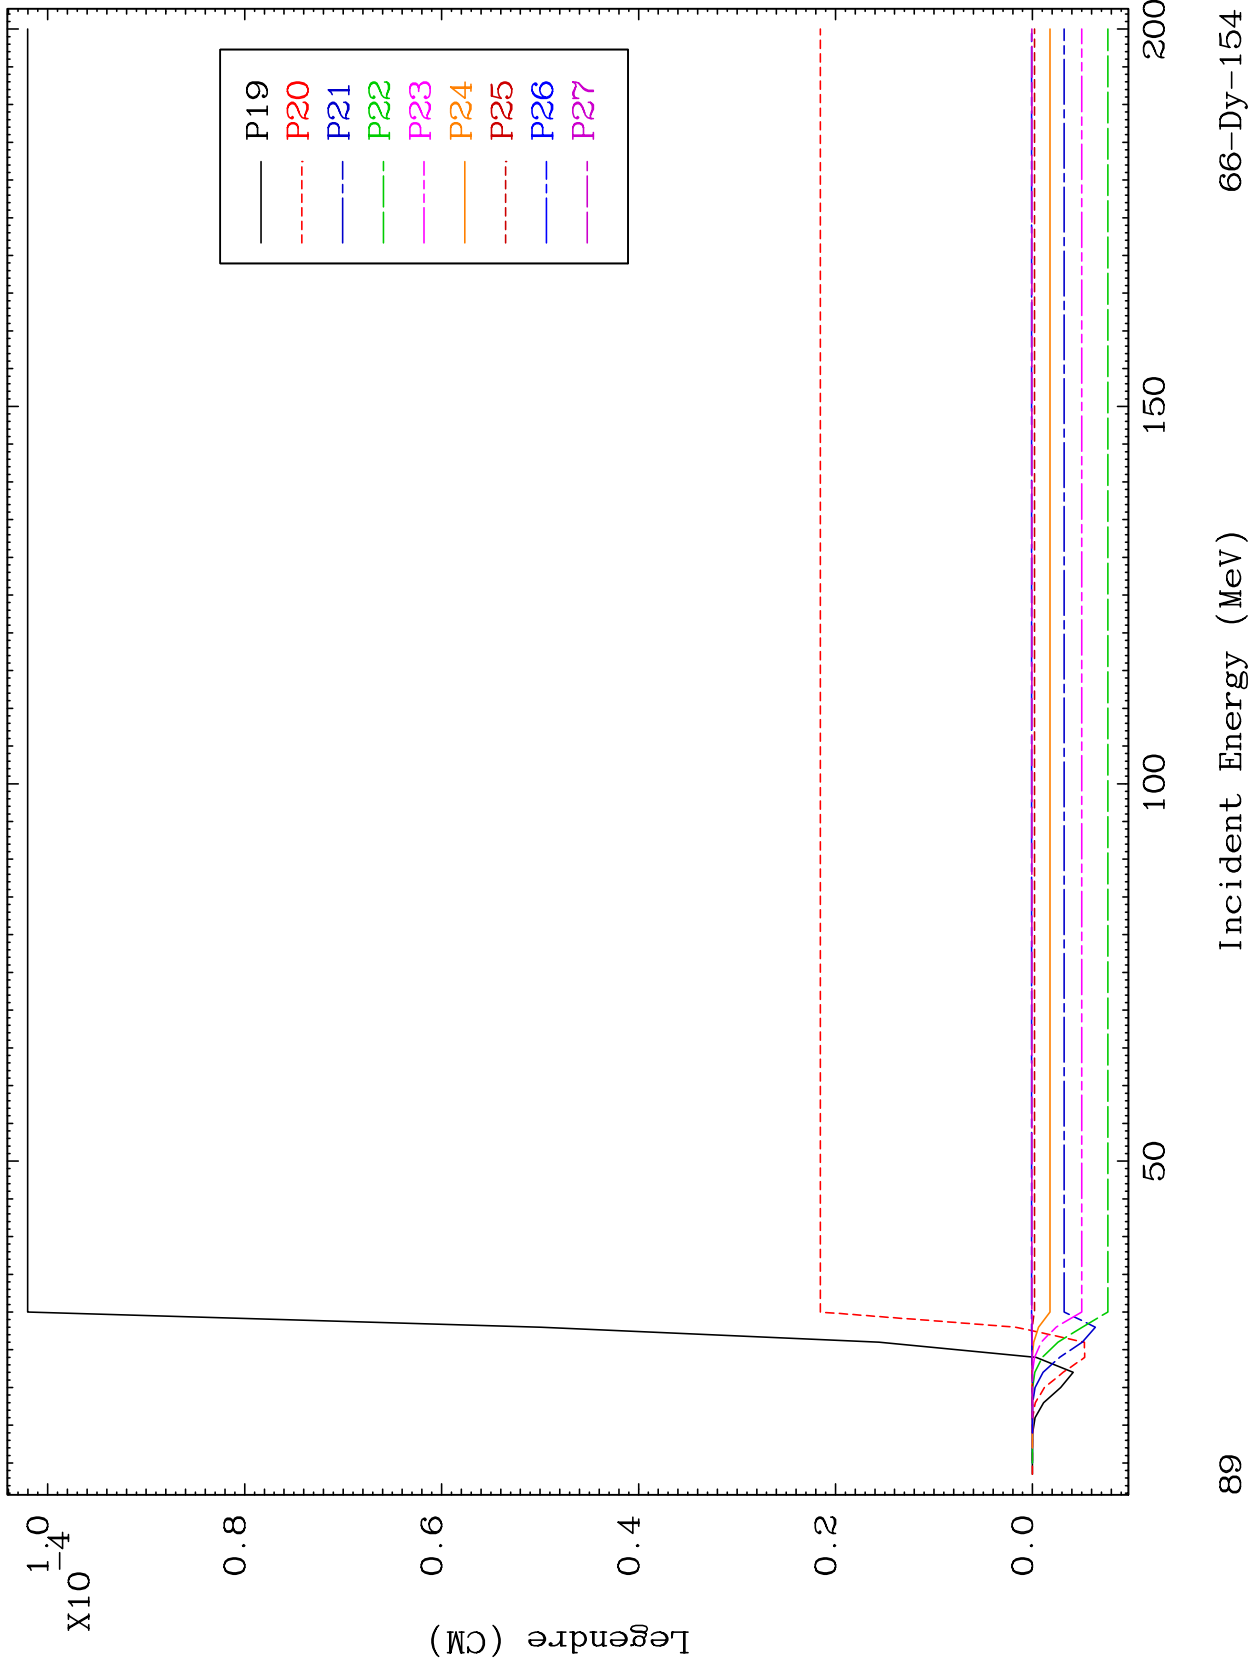 P19
P20
P21
P22
P23
P24
P25
P26
P27
1.0
X10
-4
0.8
0.6
0.4
0.2
0.0
Legendre (CM)
50
100
150
200
Incident Energy (MeV)
89
66-Dy-154